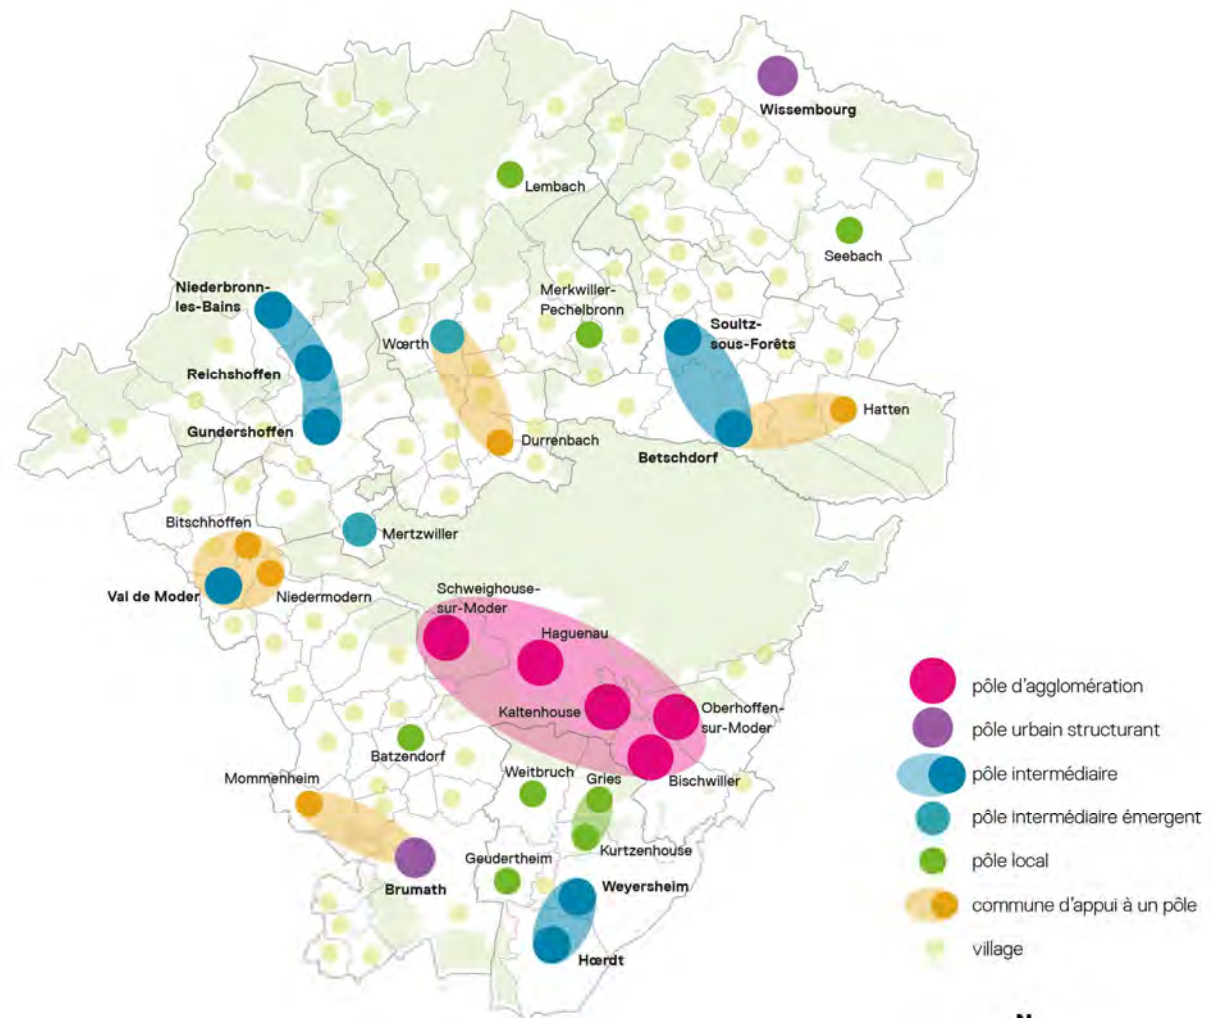 Wissembourg
Lembach
Seebach
Niederbronn-
les-Bains
Merkwiller-
Pechelbronn
Wœrth
Soultz-
sous-Forêts
Reichshoffen
Gundershoffen
Durrenbach
Hatten
Betschdorf
Bitschhoffen
Mertzwiller
Val de Moder
Niedermodern
Schweighouse-
sur-Moder
Haguenau
Kaltenhouse
Oberhoffen-
sur-Moder
Batzendorf
Bischwiller
Mommenheim
Weitbruch
Gries
Kurtzenhouse
Geudertheim
Brumath
Weyersheim
Hœrdt
pôle d'agglomération
pôle urbain structurant
pôle intermédiaire
pôle intermédiaire émergent
pôle local
commune d'appui à un pôle
village
N